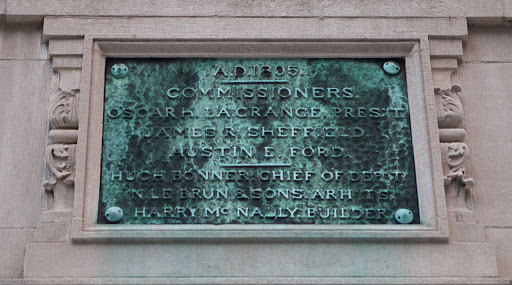 A.D. 1895.
COMMISSIONERS.
OSCAR H. LA GRANGE, PRES'T.
JAMES R. SHEFFIELD.
AUSTIN E. FORD.
HUGH BONNER, CHIEF OF DEP'T.
N. LE BRUN & SONS, ARH'TS.
HARRY MCNALLY, BUILDER